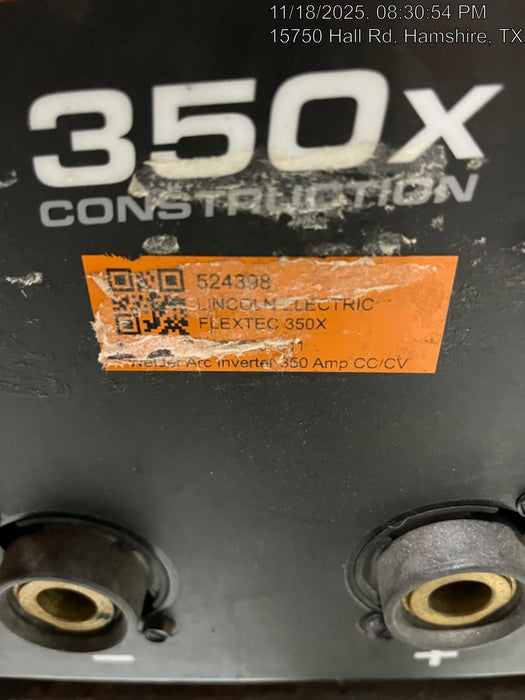 11/18/2025, 08:30:54 PM
15750 Hall Rd, Hamshire, TX
350X
CONSTRUCTION
524398
LINCOLN ELECTRIC
FLEXTEC 350X
Arc Inverter 350 Amp CC/CV
- +